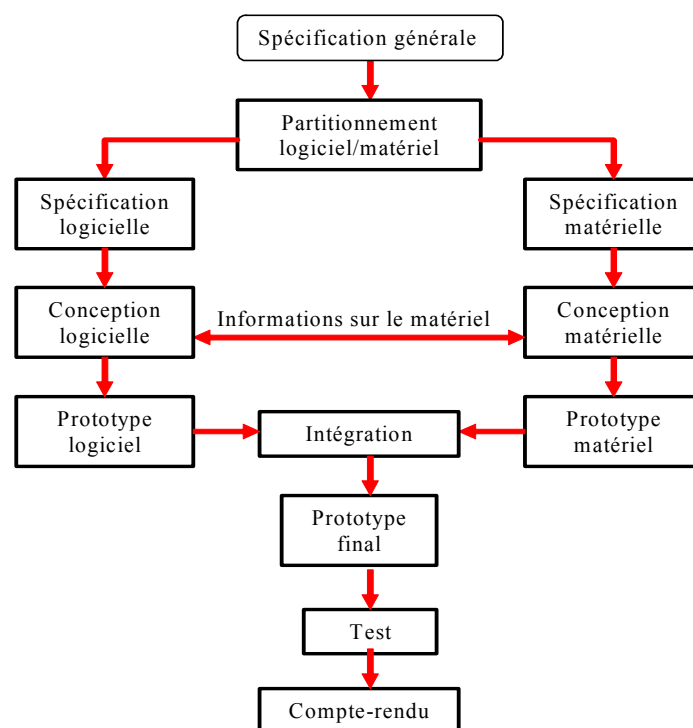 Spécification générale
Partitionnement
logiciel/matériel
Spécification
logicielle
Spécification
matérielle
Conception
logicielle
Informations sur le matériel
Conception
matérielle
Prototype
logiciel
Intégration
Prototype
matériel
Prototype
final
Test
Compte-rendu